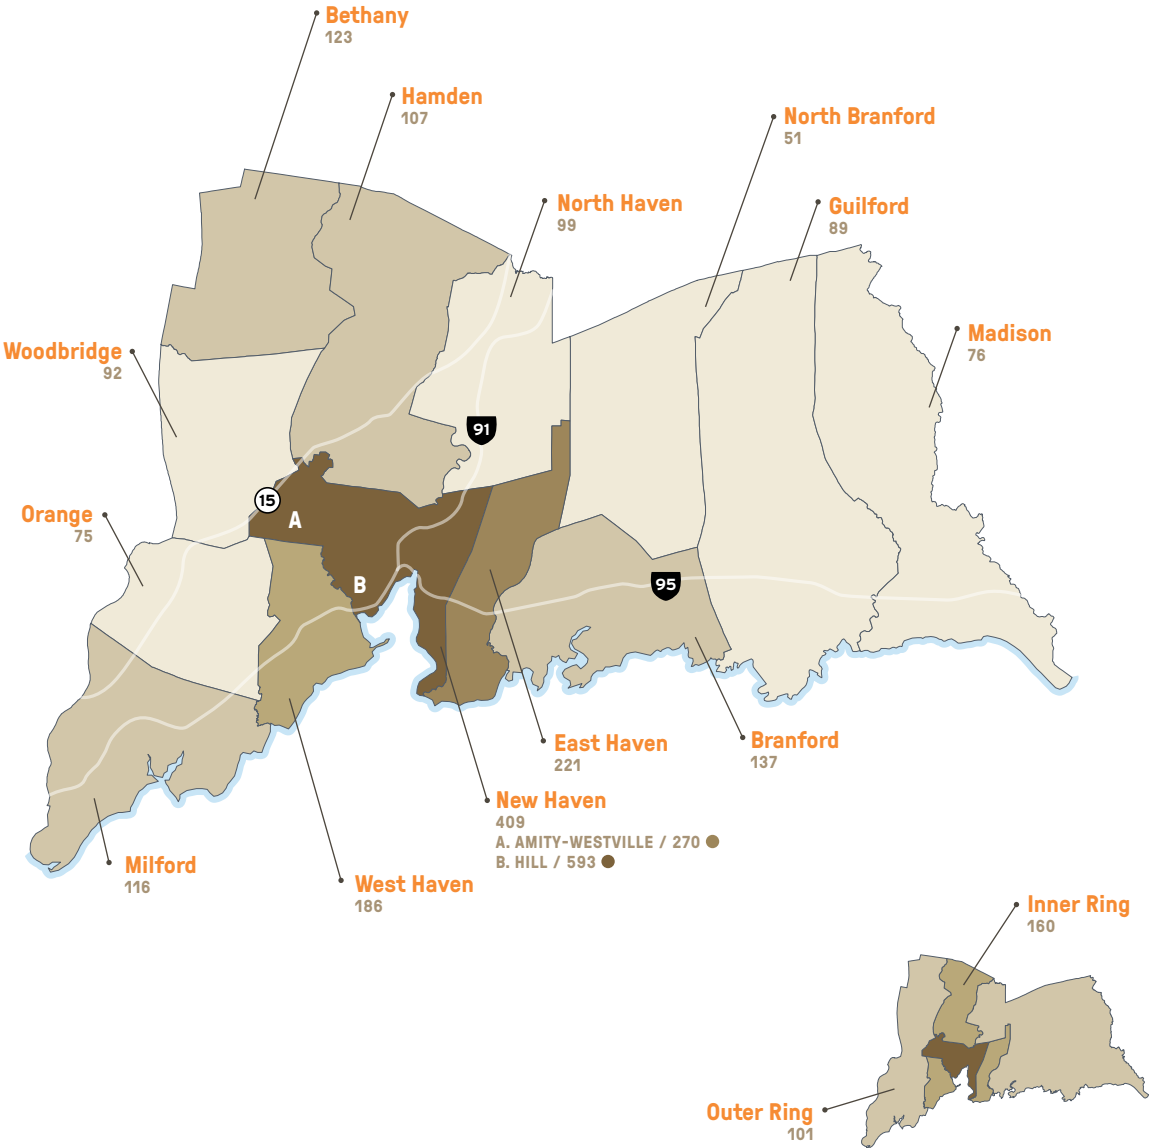 Bethany
123
Hamden
107
North Branford
51
North Haven
99
Guilford
89
Madison
76
Woodbridge
92
91
15
Orange
75
A
B
95
East Haven
221
Branford
137
New Haven
409
A. AMITY-WESTVILLE / 270
B. HILL / 593
Milford
116
West Haven
186
Inner Ring
160
Outer Ring
101